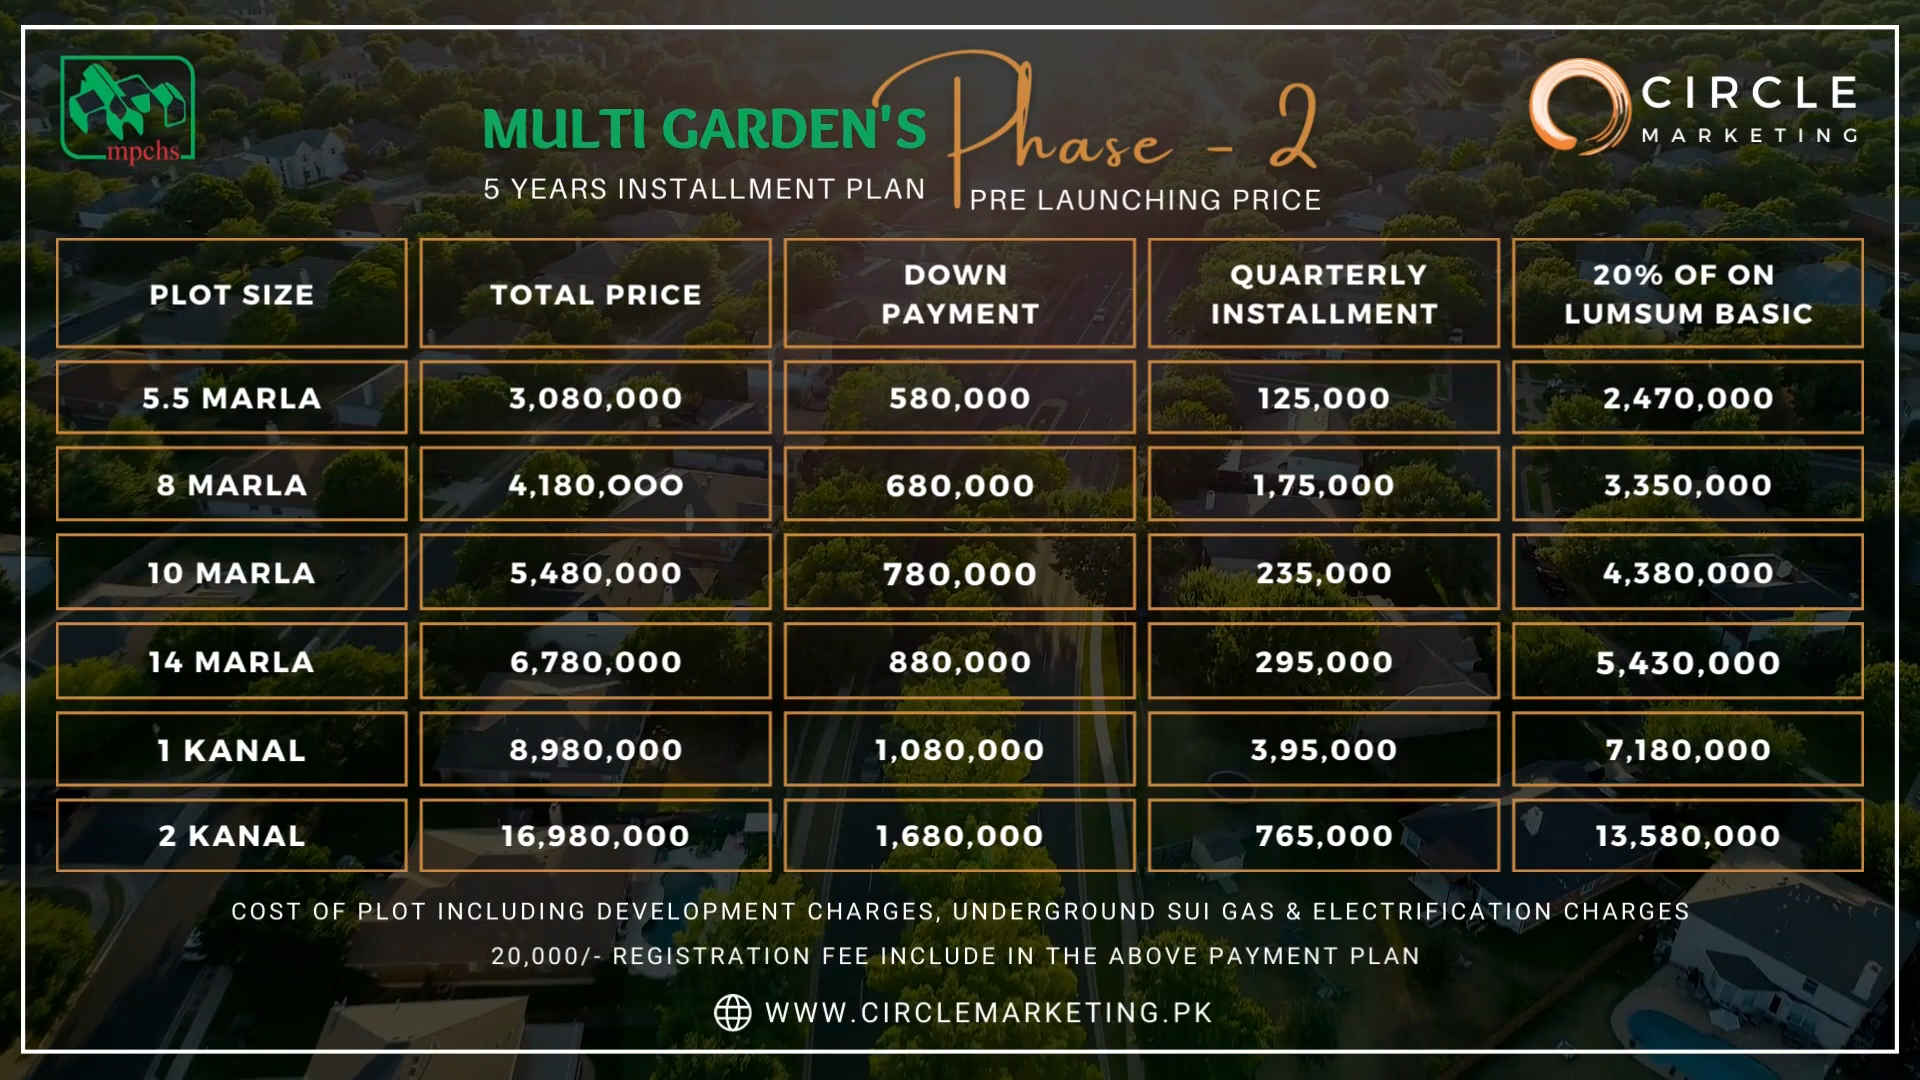 mpchs
MULTI GARDEN'S Phase - 2
5 YEARS INSTALLMENT PLAN
PRE LAUNCHING PRICE
CIRCLE
MARKETING
PLOT SIZE
TOTAL PRICE
DOWN
PAYMENT
QUARTERLY
INSTALLMENT
20% OF ON
LUMSUM BASIC
5.5 MARLA 3,080,000 580,000 125,000 2,470,000
8 MARLA 4,180,OOO 680,000 1,75,000 3,350,000
10 MARLA 5,480,000 780,000 235,000 4,380,000
14 MARLA 6,780,000 880,000 295,000 5,430,000
1 KANAL 8,980,000 1,080,000 3,95,000 7,180,000
2 KANAL 16,980,000 1,680,000 765,000 13,580,000
COST OF PLOT INCLUDING DEVELOPMENT CHARGES, UNDERGROUND SUI GAS & ELECTRIFICATION CHARGES
20,000/- REGISTRATION FEE INCLUDE IN THE ABOVE PAYMENT PLAN
WWW.CIRCLEMARKETING.PK